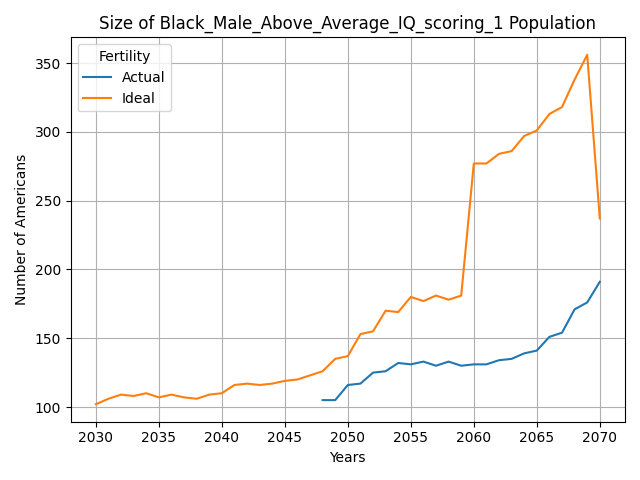 Size of Black_Male_Above_Average_IQ_scoring_1 Population
Fertility
Actual
Ideal
Number of Americans
350
300
250
200
150
100
2030 2035 2040 2045 2050 2055 2060 2065 2070
Years